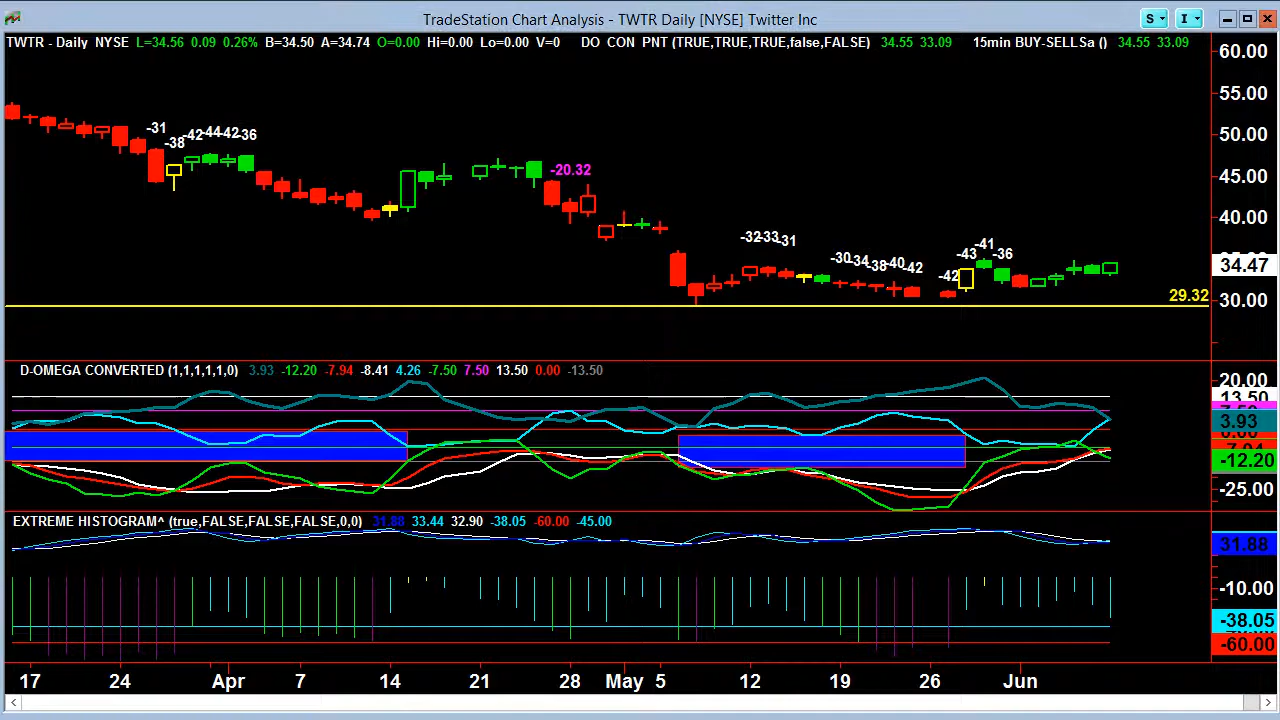 TradeStation Chart Analysis - TWTR Daily [NYSE] Twitter Inc
S I
TWTR - Daily NYSE L=34.56 0.09 0.26% B=34.50 A=34.74 O=0.00 Hi=0.00 Lo=0.00 V=0 DO CON PNT (TRUE,TRUE,TRUE,false,FALSE) 34.55 33.09 15min BUY-SELLSa () 34.55 33.09
60.00
55.00
-31 -38 -42 -44 -42 -36
50.00
-20.32
45.00
40.00
-32 -33 -31 -30 -34 -38 -40 -42 -42 -43 -41 -36
34.47
29.32
30.00
D-OMEGA CONVERTED (1,1,1,1,1,0) 3.93 -12.20 -7.94 -8.41 4.26 -7.50 7.50 13.50 0.00 -13.50
20.00
13.50
3.93
-12.20
-25.00
EXTREME HISTOGRAM^ (true,FALSE,FALSE,FALSE,0,0) 31.88 33.44 32.90 -38.05 -60.00 -45.00
31.88
-10.00
-38.05
-60.00
17 24 Apr 7 14 21 28 May 5 12 19 26 Jun